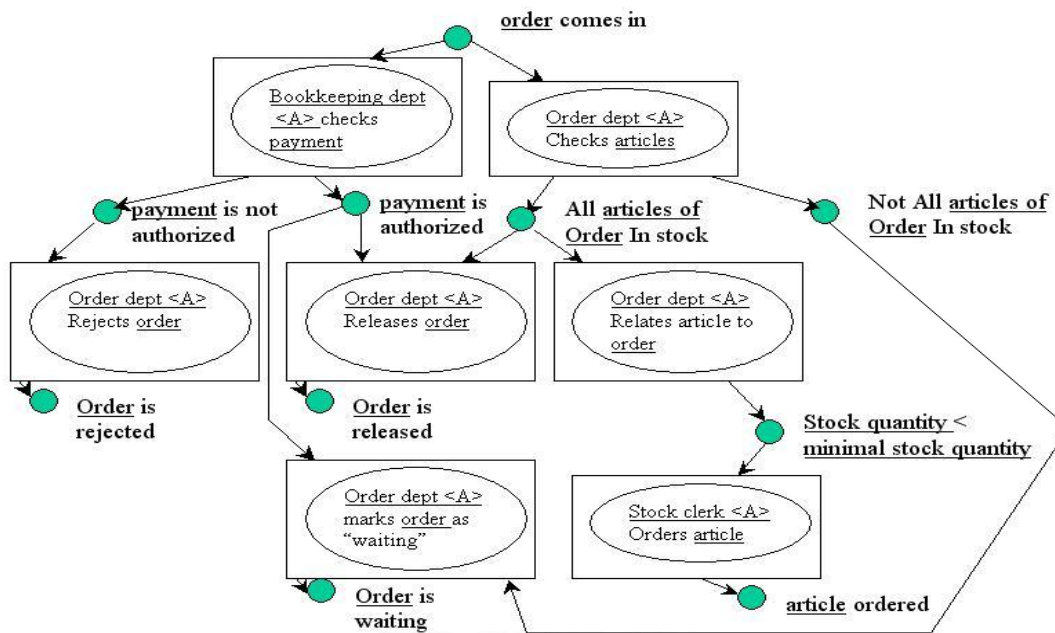 order comes in
Bookkeeping dept
<A> checks
payment
Order dept <A>
Checks articles
payment is not
authorized
payment is
authorized
All articles of
Order In stock
Not All articles of
Order In stock
Order dept <A>
Rejects order
Order dept <A>
Releases order
Order dept <A>
Relates article to
order
Order is
rejected
Order is
released
Stock quantity <
minimal stock quantity
Order dept <A>
marks order as
“waiting”
Stock clerk <A>
Orders article
Order is
waiting
article ordered